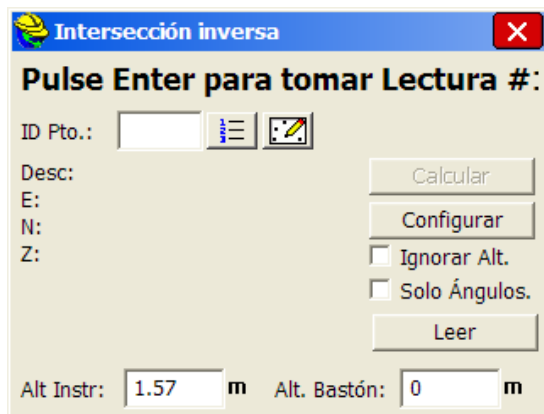 Intersección inversa
Pulse Enter para tomar Lectura #:
ID Pto.:
Desc:
Calcular
E:
N:
Configurar
Z:
Ignorar Alt.
Solo Ángulos.
Leer
Alt Instr: 1.57 m Alt. Bastón: 0 m